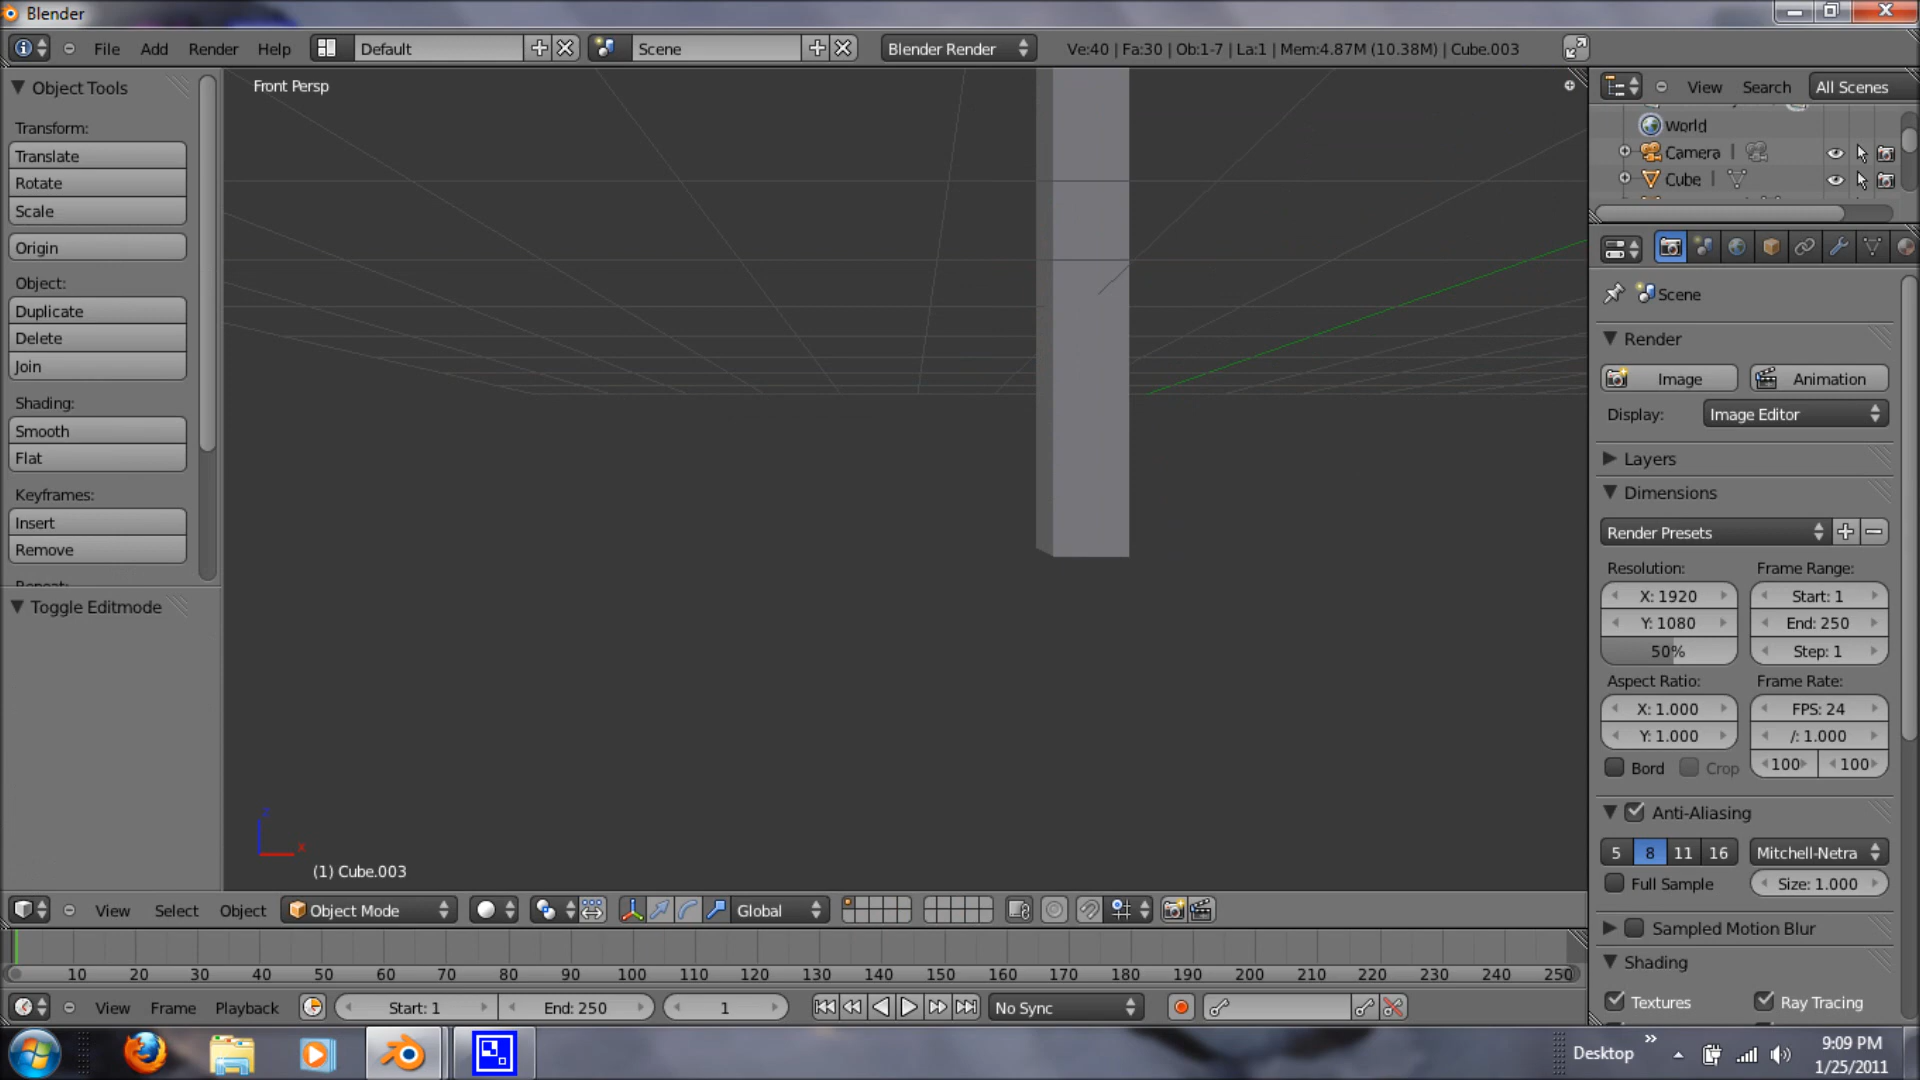 Blender
File Add Render Help Default Scene Blender Render Ve:40 | Fa:30 | Ob:1-7 | La:1 | Mem:4.87M (10.38M) | Cube.003
Object Tools
Transform:
Translate
Rotate
Scale
Origin
Object:
Duplicate
Delete
Join
Shading:
Smooth
Flat
Keyframes:
Insert
Remove
Repeat:
Toggle Editmode
Front Persp
z
x
(1) Cube.003
View Search All Scenes
World
Camera
Cube
Scene
Render
Image Animation
Display: Image Editor
Layers
Dimensions
Render Presets
Resolution: Frame Range:
X: 1920 Start: 1
Y: 1080 End: 250
50% Step: 1
Aspect Ratio: Frame Rate:
X: 1.000 FPS: 24
Y: 1.000 /: 1.000
Bord Crop 100 100
Anti-Aliasing
5 8 11 16 Mitchell-Netra
Full Sample Size: 1.000
Sampled Motion Blur
Shading
Textures Ray Tracing
View Select Object Object Mode Global
10 20 30 40 50 60 70 80 90 100 110 120 130 140 150 160 170 180 190 200 210 220 230 240 250
View Frame Playback Start: 1 End: 250 1 No Sync
Desktop
9:09 PM
1/25/2011